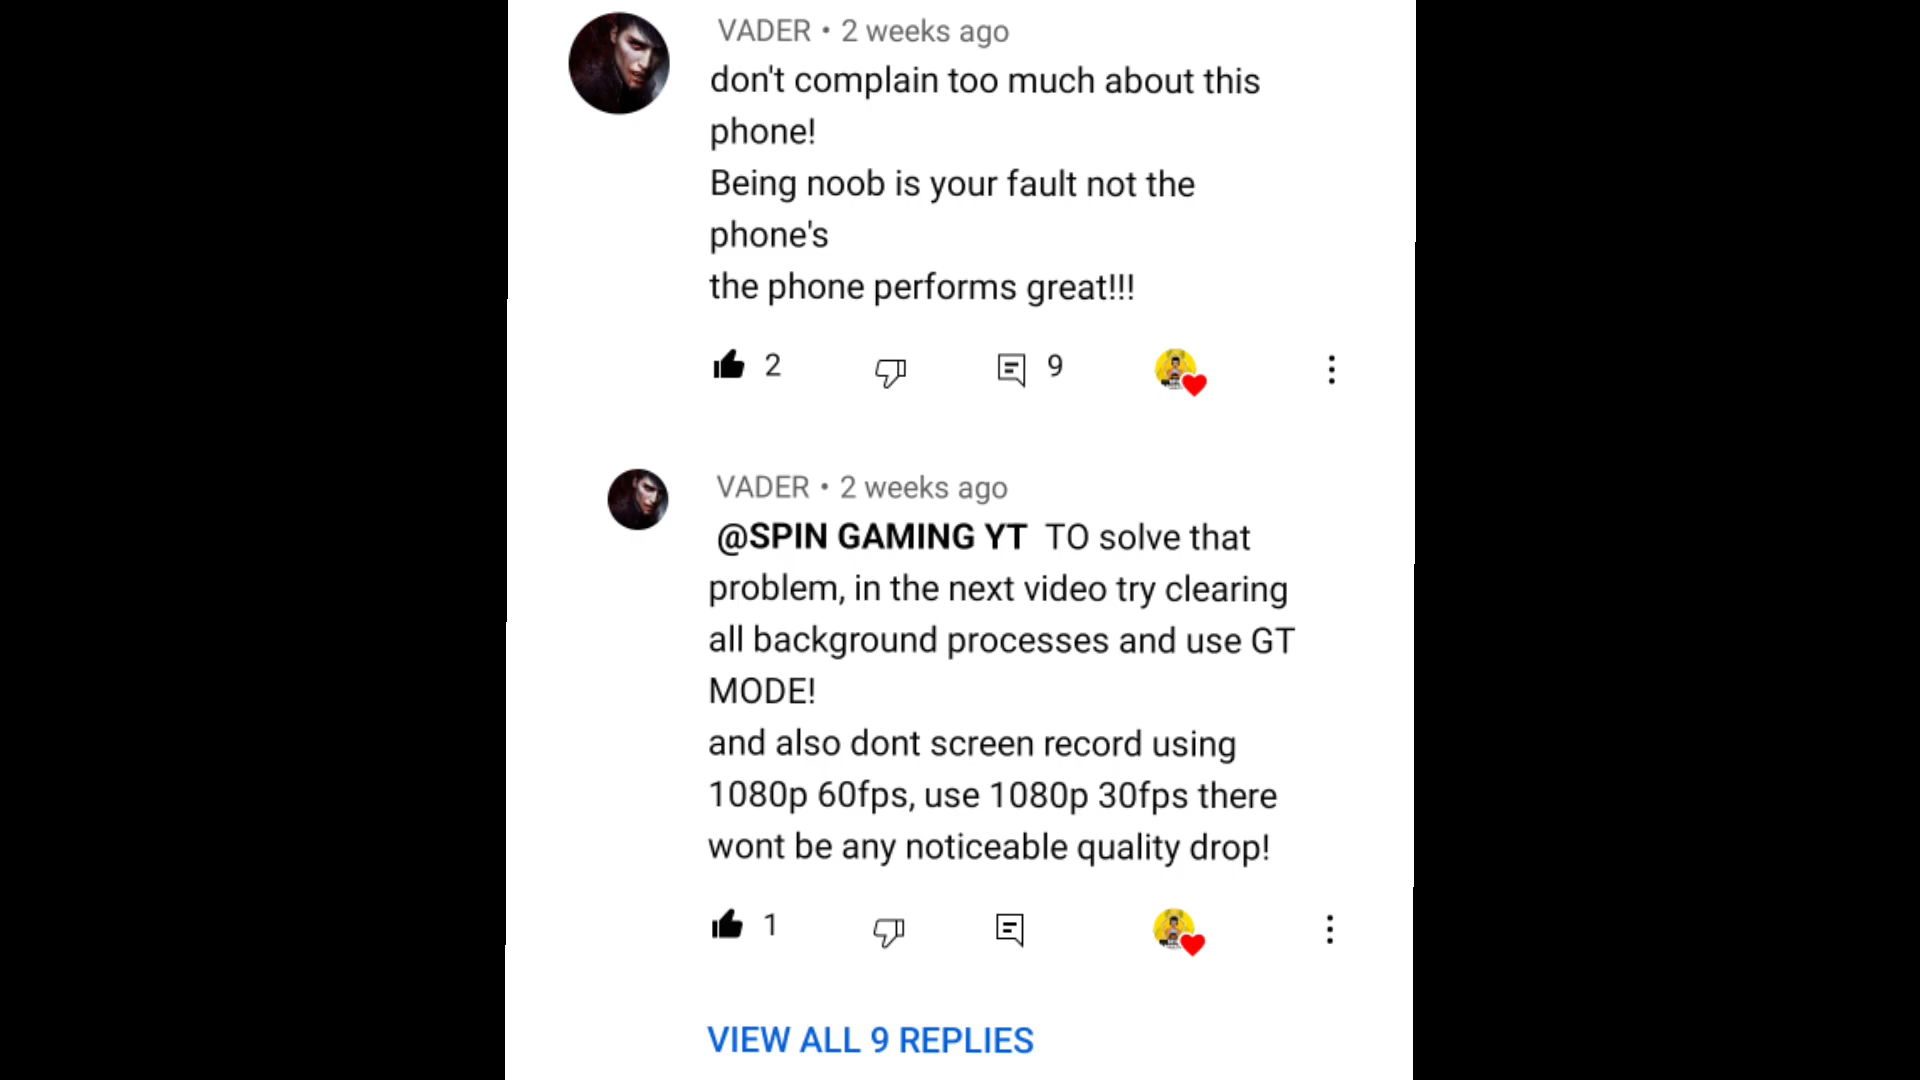 VADER • 2 weeks ago
don't complain too much about this
phone!
Being noob is your fault not the
phone's
the phone performs great!!!
2
9
VADER • 2 weeks ago
@SPIN GAMING YT TO solve that
problem, in the next video try clearing
all background processes and use GT
MODE!
and also dont screen record using
1080p 60fps, use 1080p 30fps there
wont be any noticeable quality drop!
1
VIEW ALL 9 REPLIES